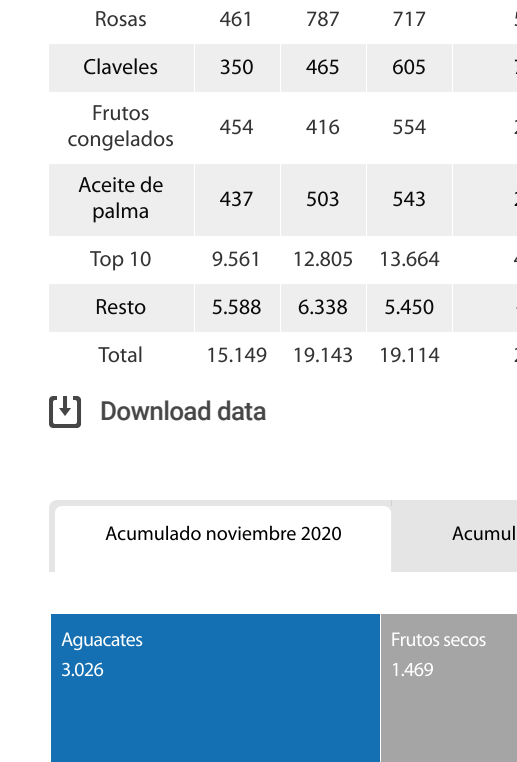 Rosas 461 787 717
Claveles 350 465 605
Frutos
congelados 454 416 554
Aceite de
palma 437 503 543
Top 10 9.561 12.805 13.664
Resto 5.588 6.338 5.450
Total 15.149 19.143 19.114
Download data
Acumulado noviembre 2020 Acumul
Aguacates Frutos secos
3.026 1.469